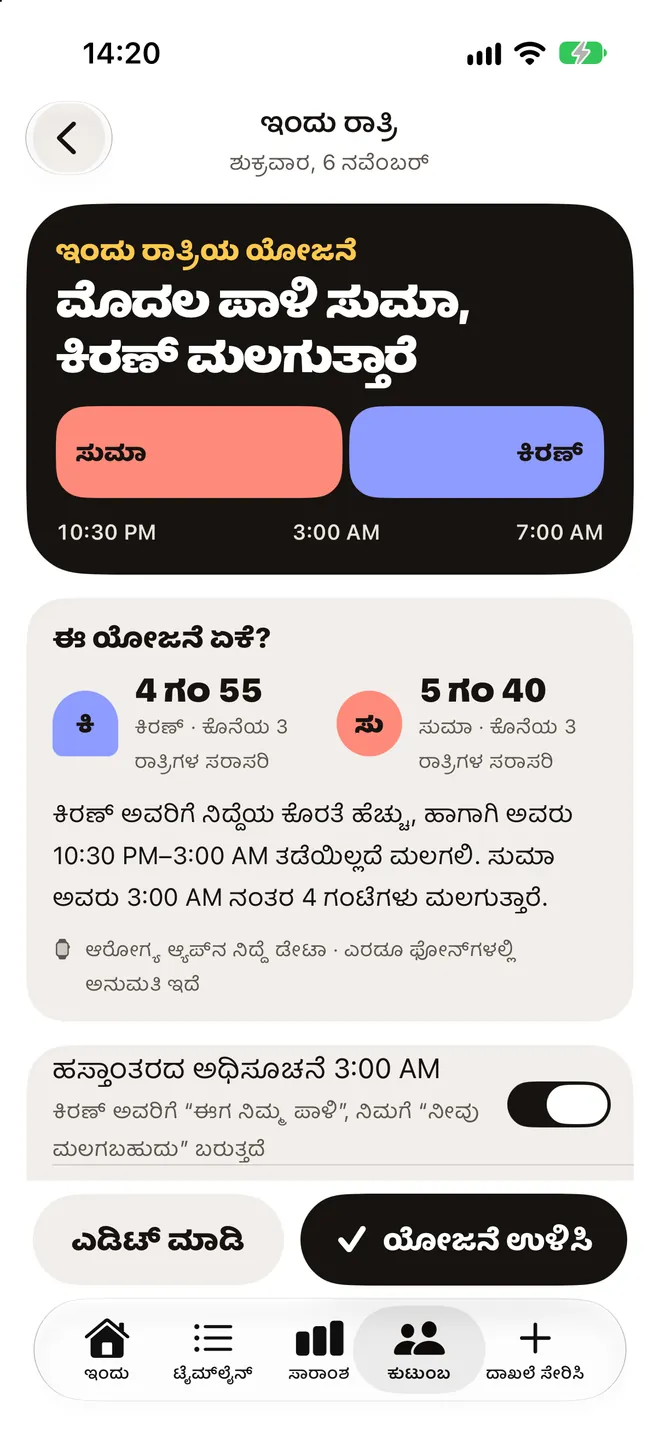 14:20
ಇಂದು ರಾತ್ರಿ
ಶುಕ್ರವಾರ, 6 ನವೆಂಬರ್
ಇಂದು ರಾತ್ರಿಯ ಯೋಜನೆ
ಮೊದಲ ಪಾಳಿ ಸುಮಾ,
ಕಿರಣ್ ಮಲಗುತ್ತಾರೆ
ಸುಮಾ
ಕಿರಣ್
10:30 PM
3:00 AM
7:00 AM
ಈ ಯೋಜನೆ ಏಕೆ?
ಕಿ
4 ಗಂ 55
ಕಿರಣ್ · ಕೊನೆಯ 3
ರಾತ್ರಿಗಳ ಸರಾಸರಿ
ಸು
5 ಗಂ 40
ಸುಮಾ · ಕೊನೆಯ 3
ರಾತ್ರಿಗಳ ಸರಾಸರಿ
ಕಿರಣ್ ಅವರಿಗೆ ನಿದ್ದೆಯ ಕೊರತೆ ಹೆಚ್ಚು, ಹಾಗಾಗಿ ಅವರು
10:30 PM–3:00 AM ತಡೆಯಿಲ್ಲದೆ ಮಲಗಲಿ. ಸುಮಾ
ಅವರು 3:00 AM ನಂತರ 4 ಗಂಟೆಗಳು ಮಲಗುತ್ತಾರೆ.
ಆರೋಗ್ಯ ಆ್ಯಪ್‌ನ ನಿದ್ದೆ ಡೇಟಾ · ಎರಡೂ ಫೋನ್‌ಗಳಲ್ಲಿ
ಅನುಮತಿ ಇದೆ
ಹಸ್ತಾಂತರದ ಅಧಿಸೂಚನೆ 3:00 AM
ಕಿರಣ್ ಅವರಿಗೆ “ಈಗ ನಿಮ್ಮ ಪಾಳಿ”, ನಿಮಗೆ “ನೀವು
ಮಲಗಬಹುದು” ಬರುತ್ತದೆ
ಎಡಿಟ್ ಮಾಡಿ
ಯೋಜನೆ ಉಳಿಸಿ
ಇಂದು
ಟೈಮ್‌ಲೈನ್
ಸಾರಾಂಶ
ಕುಟುಂಬ
ದಾಖಲೆ ಸೇರಿಸಿ